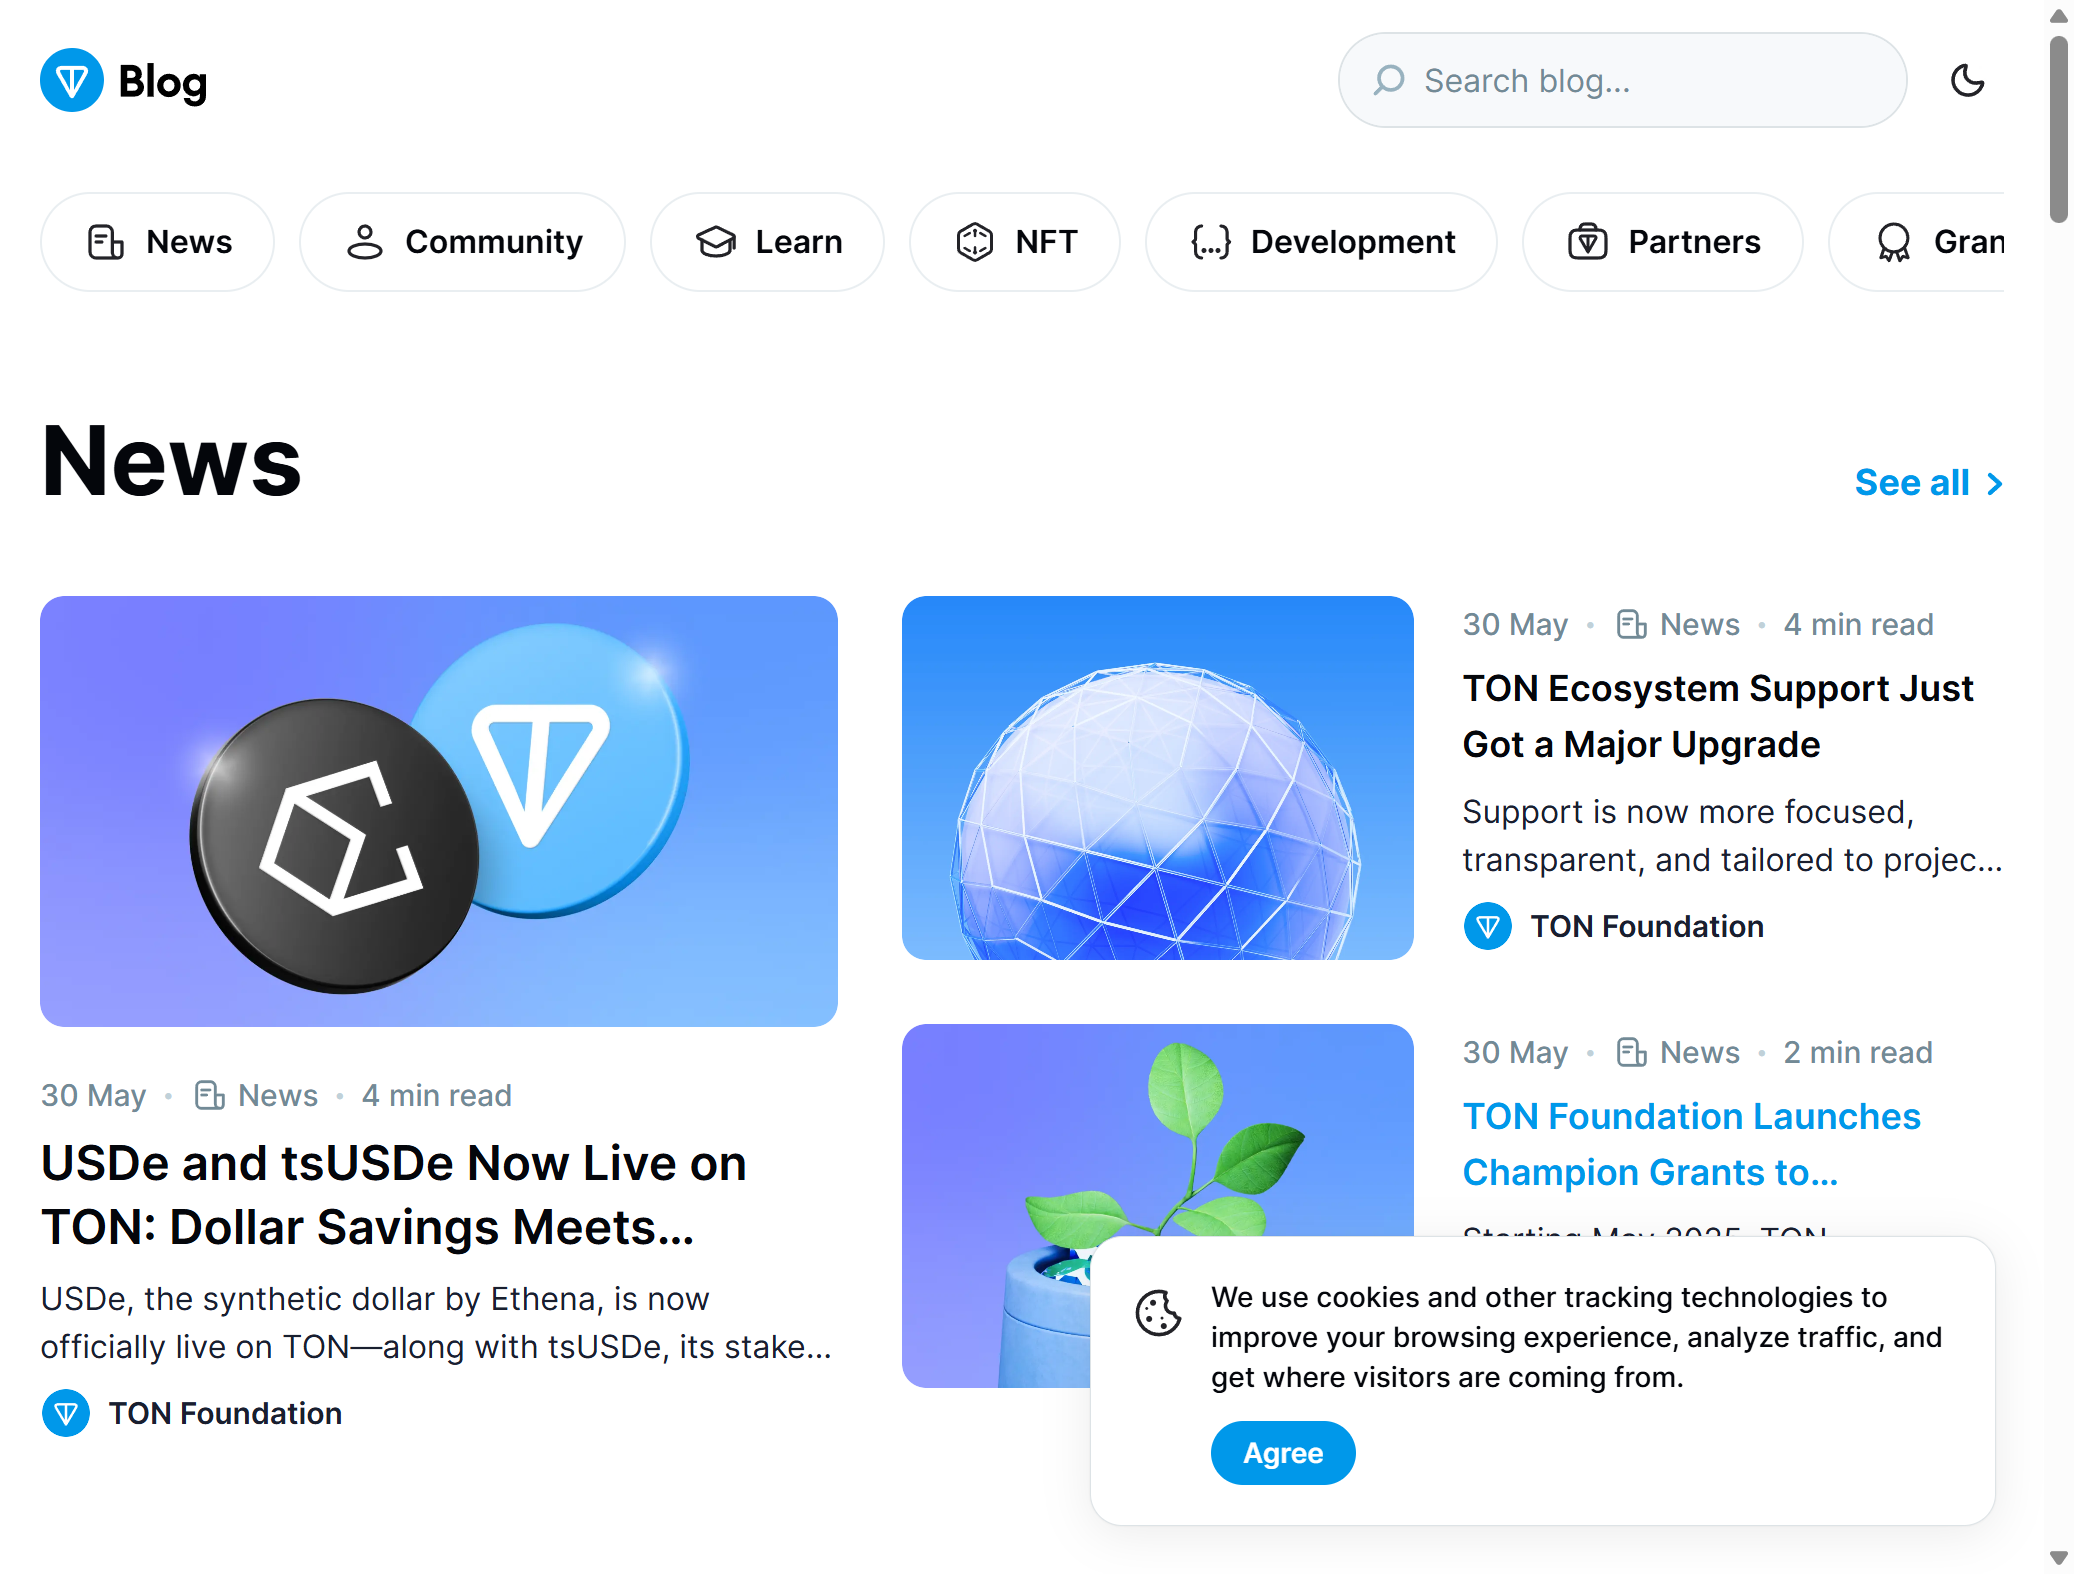 Blog
Search blog...
News
Community
Learn
NFT
Development
Partners
Gran
News
See all
30 May • News • 4 min read
USDe and tsUSDe Now Live on
TON: Dollar Savings Meets...
USDe, the synthetic dollar by Ethena, is now
officially live on TON—along with tsUSDe, its stake...
TON Foundation
30 May • News • 4 min read
TON Ecosystem Support Just
Got a Major Upgrade
Support is now more focused,
transparent, and tailored to projec...
TON Foundation
30 May • News • 2 min read
TON Foundation Launches
Champion Grants to...
Starting May 2025, TON
We use cookies and other tracking technologies to
improve your browsing experience, analyze traffic, and
get where visitors are coming from.
Agree